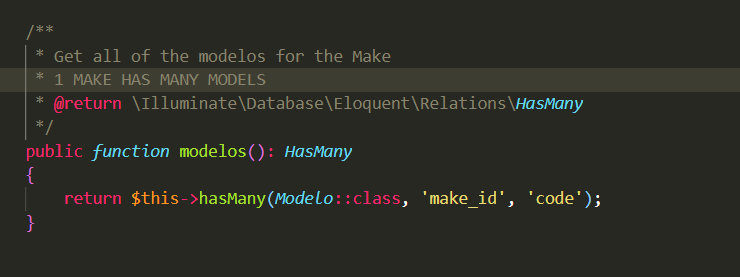 /**
 * Get all of the modelos for the Make
 * 1 MAKE HAS MANY MODELS
 * @return \Illuminate\Database\Eloquent\Relations\HasMany
 */
public function modelos(): HasMany
{
    return $this->hasMany(Modelo::class, 'make_id', 'code');
}